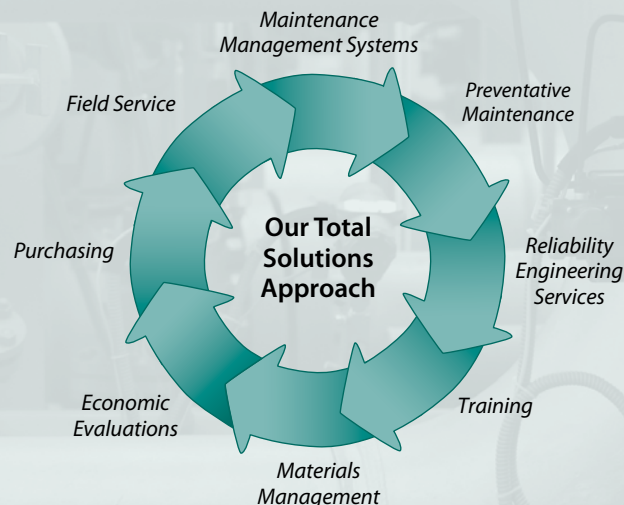 Maintenance
Management Systems
Preventative
Maintenance
Reliability
Engineering
Services
Training
Materials
Management
Economic
Evaluations
Purchasing
Field Service
Our Total
Solutions
Approach